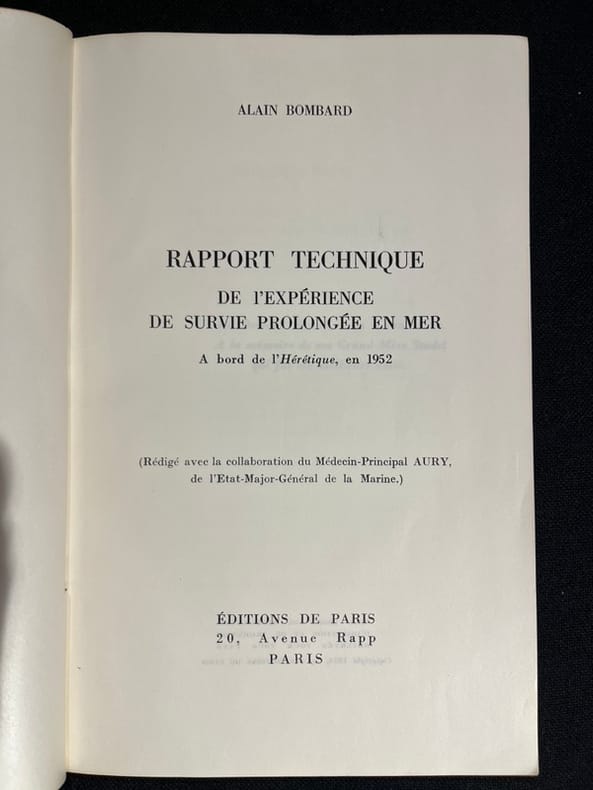 ALAIN BOMBARD
RAPPORT TECHNIQUE
DE l'EXPÉRIENCE
DE SURVIE PROLONGÉE EN MER
A bord de l'Hérétique, en 1952
(Rédigé avec la collaboration du Médecin-Principal AURY,
de l'Etat-Major-Général de la Marine.)
ÉDITIONS DE PARIS
20, Avenue Rapp
PARIS